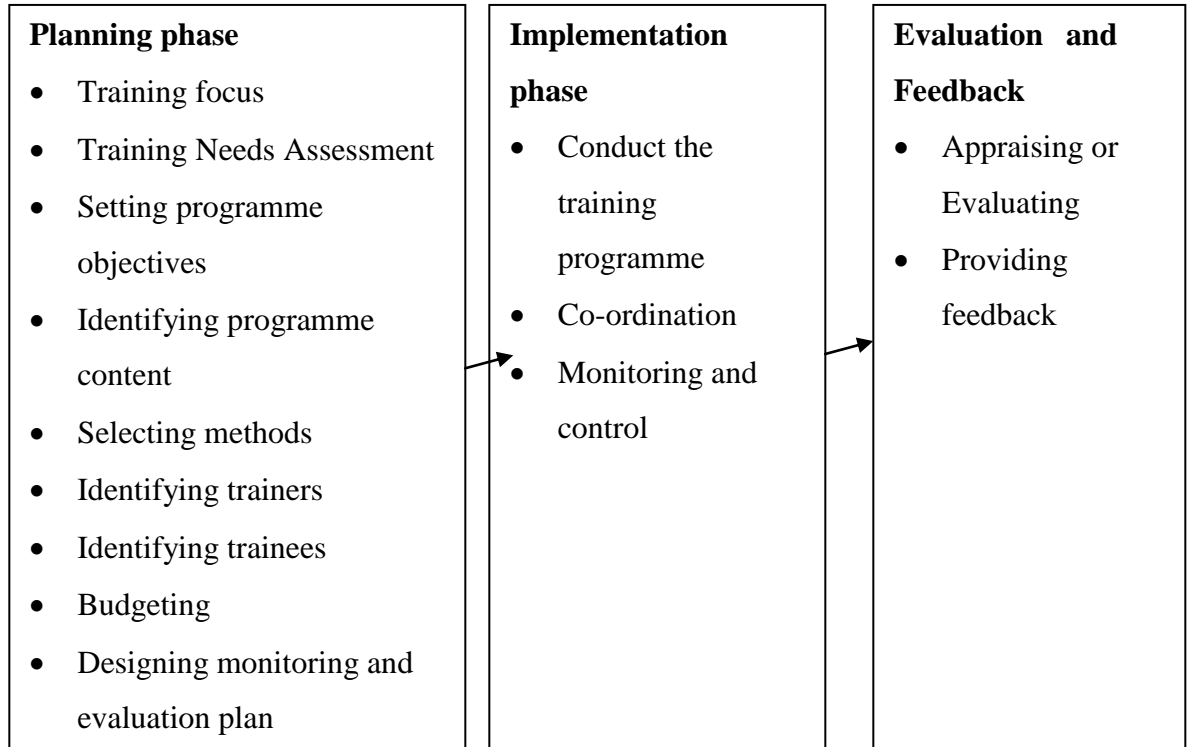 Planning phase
• Training focus
• Training Needs Assessment
• Setting programme
objectives
• Identifying programme
content
• Selecting methods
• Identifying trainers
• Identifying trainees
• Budgeting
• Designing monitoring and
evaluation plan
Implementation
phase
• Conduct the
training
programme
• Co-ordination
• Monitoring and
control
Evaluation and
Feedback
• Appraising or
Evaluating
• Providing
feedback